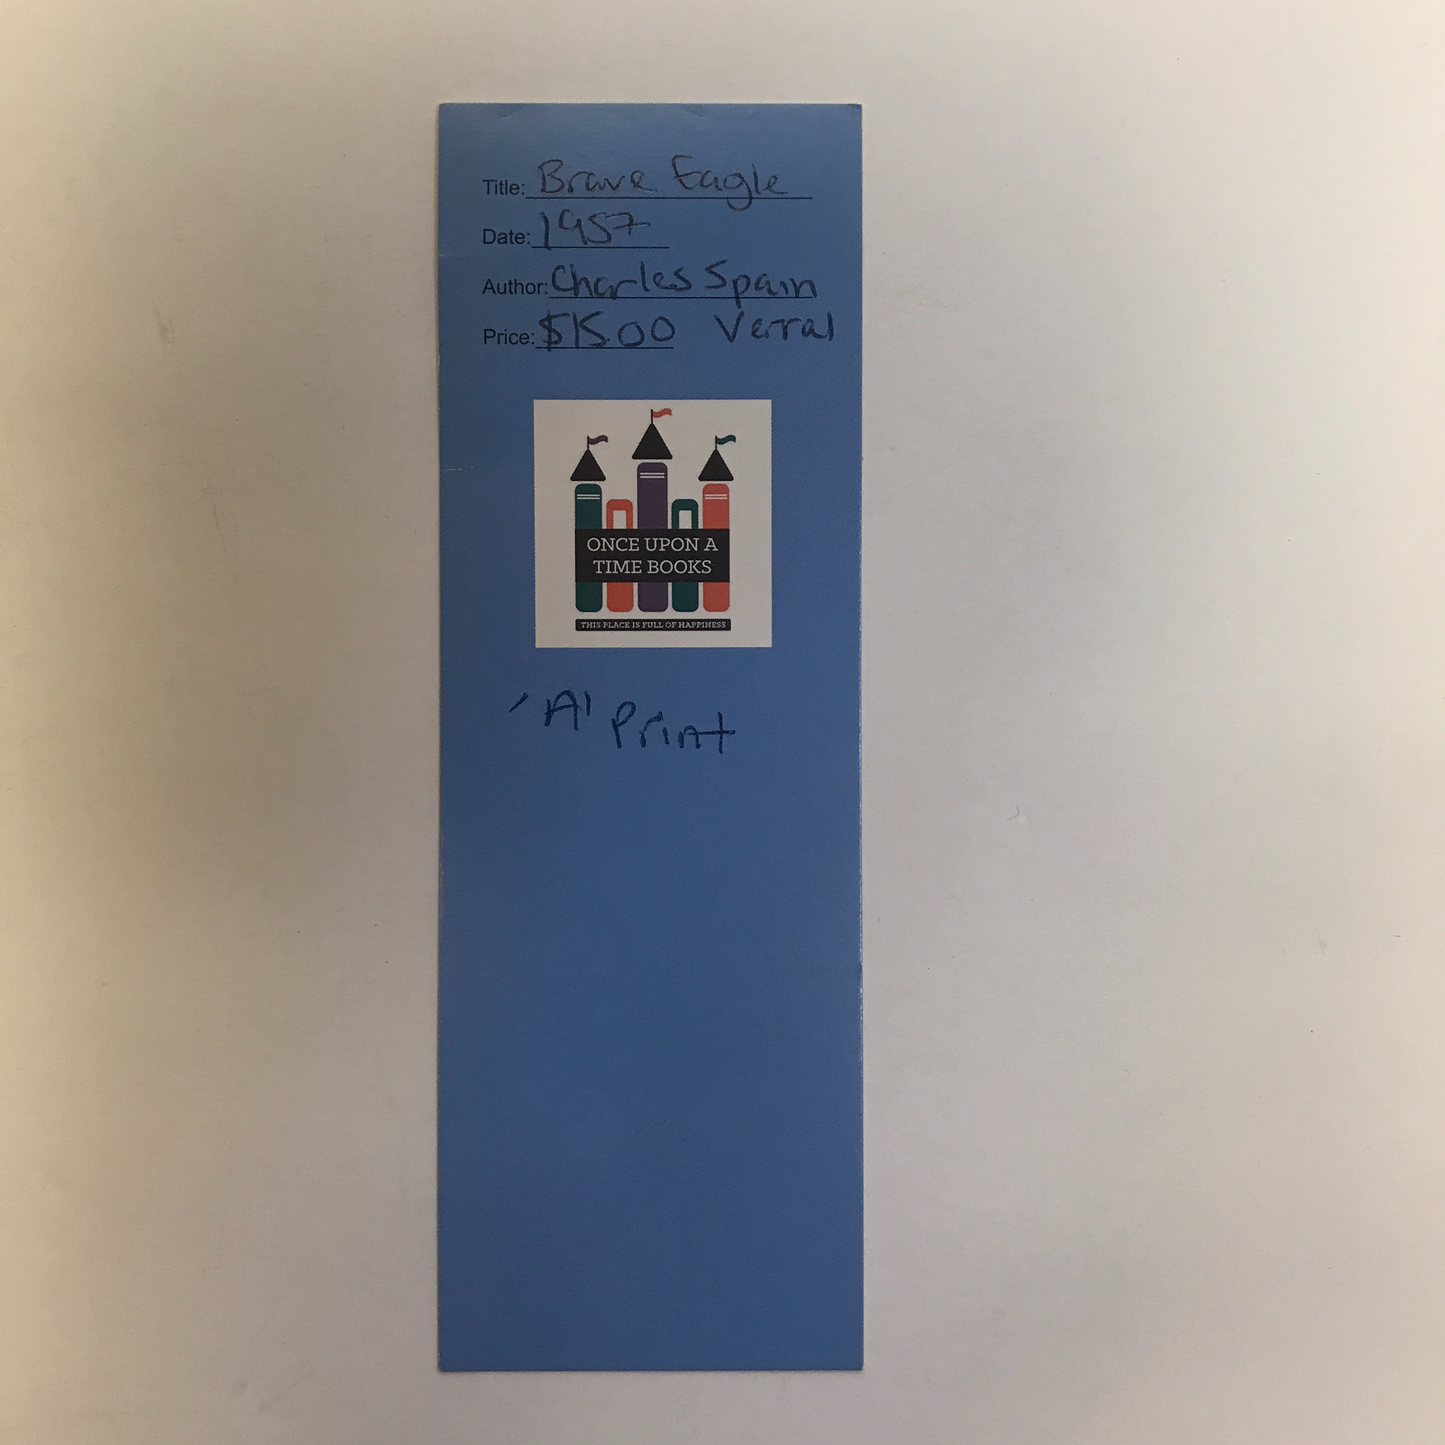 Title: Brave Eagle
Date: 1957
Author: Charles Spain
Price: $15.00 Verral
ONCE UPON A
TIME BOOKS
THIS PLACE IS FULL OF HAPPINESS
'A' Print